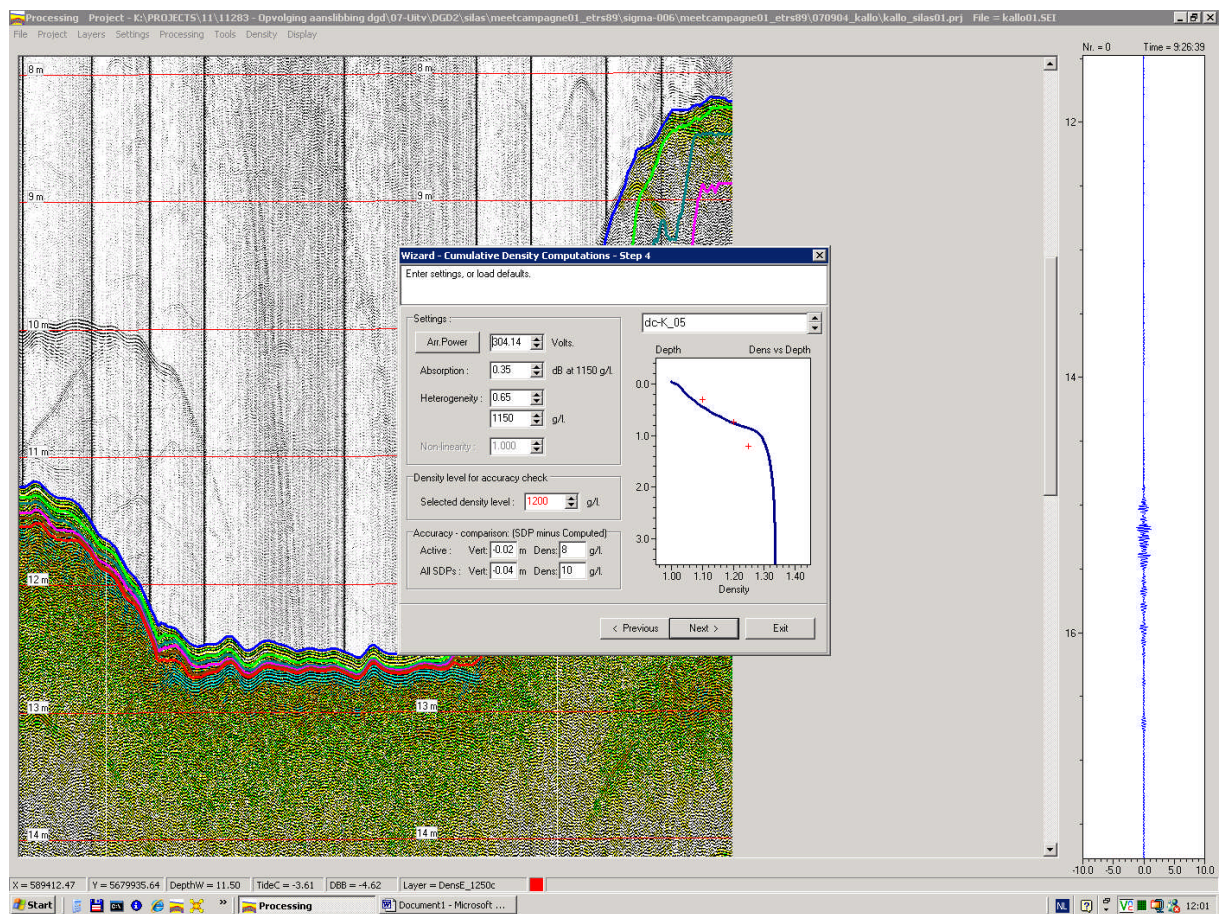 Processing Project - K:\PROJECTS\11\11283 - Opvolging aanslibbing dgd\07-Uitv\DGD2\silas\meetcampagne01_etrs89\sigma-006\meetcampagne01_etrs89\070904_kallo\kallo_silas01.prj File = kallo01.SEI
File Project Layers Settings Processing Tools Density Display
Nr. = 0 Time = 9:26:39
8 m 8 m
12
9 m 9 m
Wizard - Cumulative Density Computations - Step 4
Enter settings, or load defaults.
Settings :
dc-K_05
Arr.Power 304.14 Volts.
Depth Dens vs Depth
Absorption : 0.35 dB at 1150 g/l.
Heterogeneity : 0.65
1150 g/l.
Non-linearity : 1.000
0.0
1.0
2.0
3.0
1.00 1.10 1.20 1.30 1.40
Density
Density level for accuracy check
Selected density level : 1200 g/l.
Accuracy - comparison: (SDP minus Computed)
Active : Vert: -0.02 m Dens: 8 g/l.
All SDPs : Vert: -0.04 m Dens: 10 g/l.
< Previous Next > Exit
10 m
14
11 m
12 m
16
13 m 13 m
14 m 14 m
-10.0 -5.0 0.0 5.0 10.0
X = 589412.47 Y = 5679935.64 DepthW = 11.50 TideC = -3.61 DBB = -4.62 Layer = DensE_1250c
Start » Processing Document1 - Microsoft ... NL 12:01